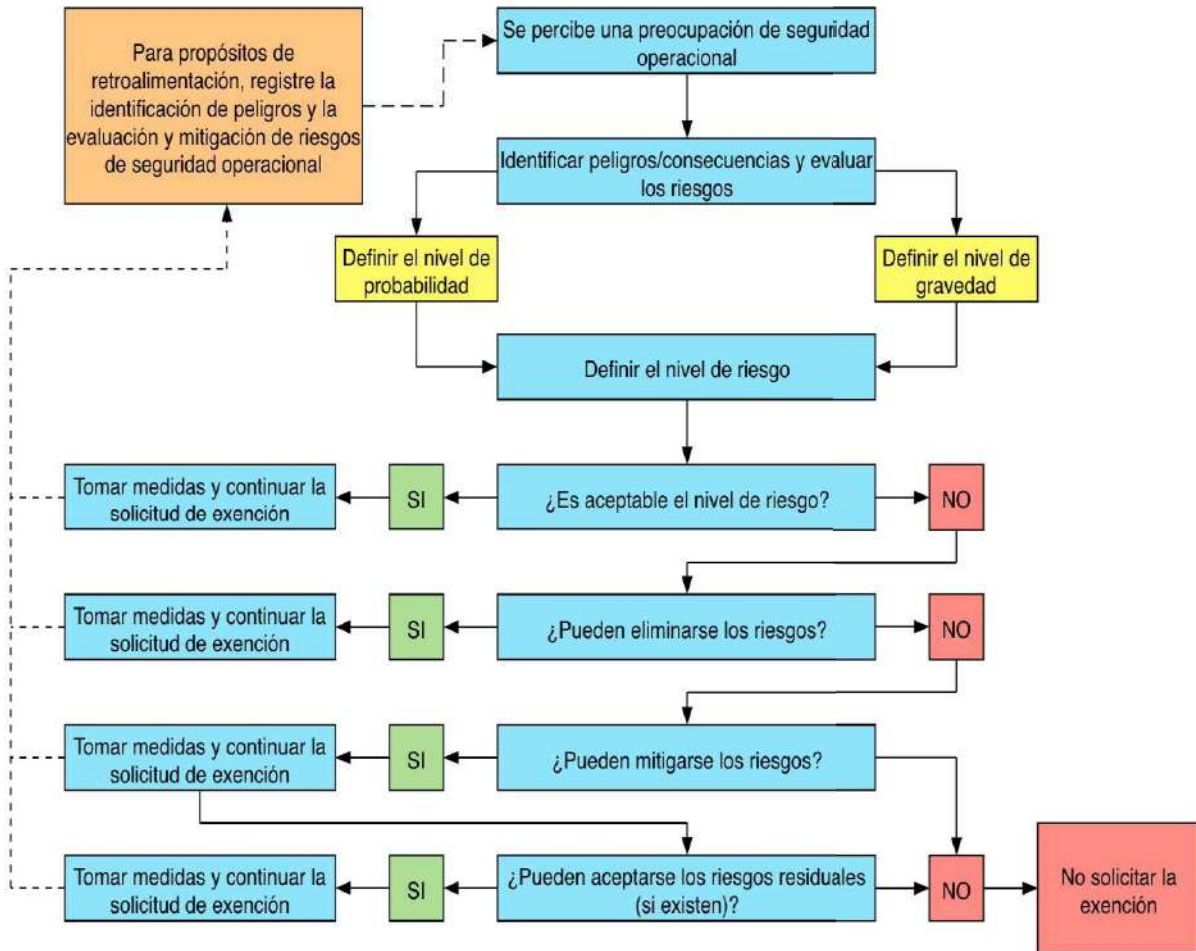 Para propósitos de
retroalimentación, registre la
identificación de peligros y la
evaluación y mitigación de riesgos
de seguridad operacional
Se percibe una preocupación de seguridad
operacional
Identificar peligros/consecuencias y evaluar
los riesgos
Definir el nivel de
probabilidad
Definir el nivel de
gravedad
Definir el nivel de riesgo
Tomar medidas y continuar la
solicitud de exención
SI
¿Es aceptable el nivel de riesgo?
NO
Tomar medidas y continuar la
solicitud de exención
SI
¿Pueden eliminarse los riesgos?
NO
Tomar medidas y continuar la
solicitud de exención
SI
¿Pueden mitigarse los riesgos?
Tomar medidas y continuar la
solicitud de exención
SI
¿Pueden aceptarse los riesgos residuales
(si existen)?
NO
No solicitar la
exención